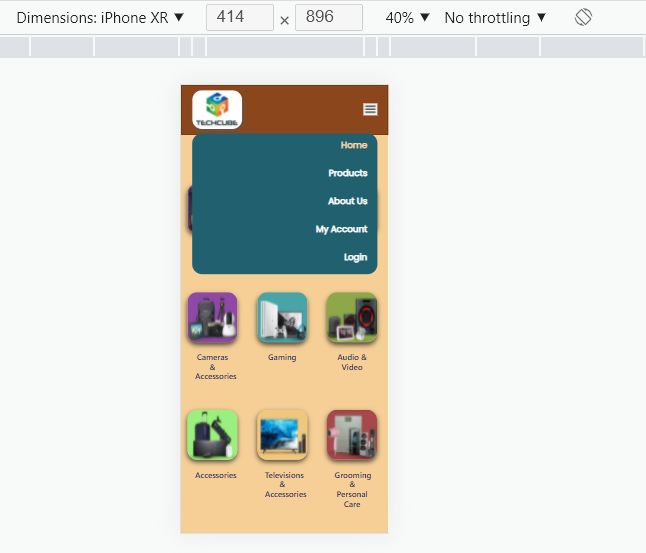 Dimensions: iPhone XR ▼ 414 × 896 40% ▼ No throttling ▼
TECHCUBE
Home
Products
About Us
My Account
Login
Cameras
&
Accessories
Gaming
Audio &
Video
Accessories
Televisions
&
Accessories
Grooming
&
Personal
Care